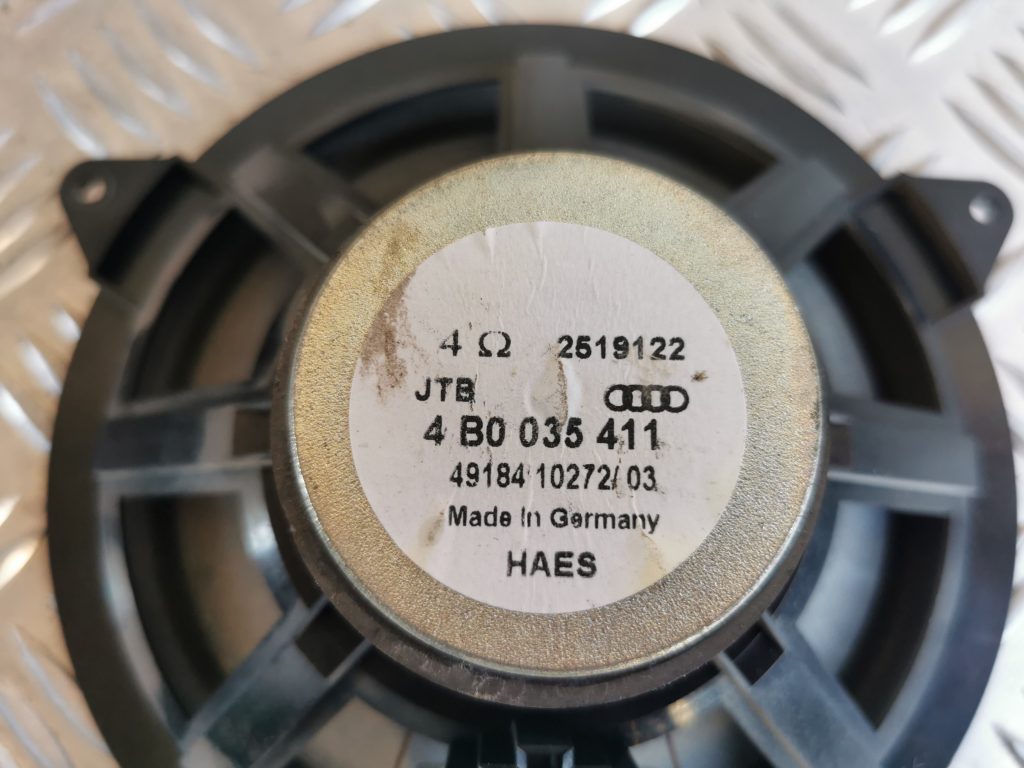 4 Ω 2519122
JTB
4 B0 035 411
49184 10272/ 03
Made In Germany
HAES